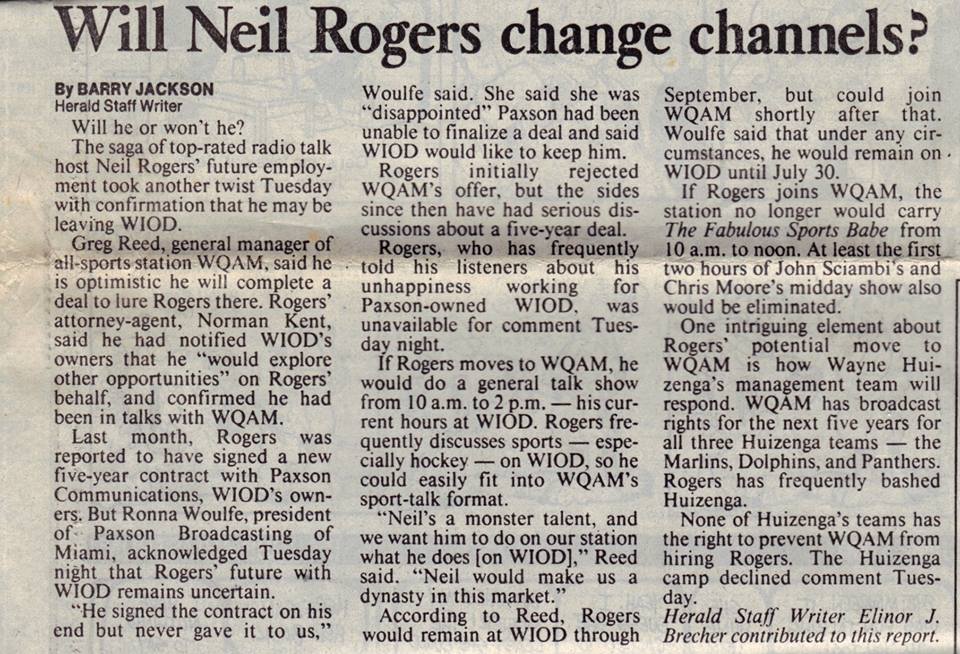 Will Neil Rogers change channels?
By BARRY JACKSON
Herald Staff Writer
Will he or won't he?
The saga of top-rated radio talk
host Neil Rogers' future employ-
ment took another twist Tuesday
with confirmation that he may be
leaving WIOD.
Greg Reed, general manager of
all-sports station WQAM, said he
is optimistic he will complete a
deal to lure Rogers there. Rogers'
attorney-agent, Norman Kent,
said he had notified WIOD's
owners that he "would explore
other opportunities" on Rogers'
behalf, and confirmed he had
been in talks with WQAM.
Last month, Rogers was
reported to have signed a new
five-year contract with Paxson
Communications, WIOD's own-
ers. But Ronna Woulfe, president
of Paxson Broadcasting of
Miami, acknowledged Tuesday
night that Rogers' future with
WIOD remains uncertain.
"He signed the contract on his
end but never gave it to us,"
Woulfe said. She said she was
"disappointed" Paxson had been
unable to finalize a deal and said
WIOD would like to keep him.
Rogers initially rejected
WQAM's offer, but the sides
since then have had serious dis-
cussions about a five-year deal.
Rogers, who has frequently
told his listeners about his
unhappiness working for
Paxson-owned WIOD, was
unavailable for comment Tues-
day night.
If Rogers moves to WQAM, he
would do a general talk show
from 10 a.m. to 2 p.m. — his cur-
rent hours at WIOD. Rogers fre-
quently discusses sports — espe-
cially hockey — on WIOD, so he
could easily fit into WQAM's
sport-talk format.
"Neil's a monster talent, and
we want him to do on our station
what he does [on WIOD]," Reed
said. "Neil would make us a
dynasty in this market."
According to Reed, Rogers
would remain at WIOD through
September, but could join
WQAM shortly after that.
Woulfe said that under any cir-
cumstances, he would remain on
WIOD until July 30.
If Rogers joins WQAM, the
station no longer would carry
The Fabulous Sports Babe from
10 a.m. to noon. At least the first
two hours of John Sciambi's and
Chris Moore's midday show also
would be eliminated.
One intriguing element about
Rogers' potential move to
WQAM is how Wayne Hui-
zenga's management team will
respond. WQAM has broadcast
rights for the next five years for
all three Huizenga teams — the
Marlins, Dolphins, and Panthers.
Rogers has frequently bashed
Huizenga.
None of Huizenga's teams has
the right to prevent WQAM from
hiring Rogers. The Huizenga
camp declined comment Tues-
day.
Herald Staff Writer Elinor J.
Brecher contributed to this report.